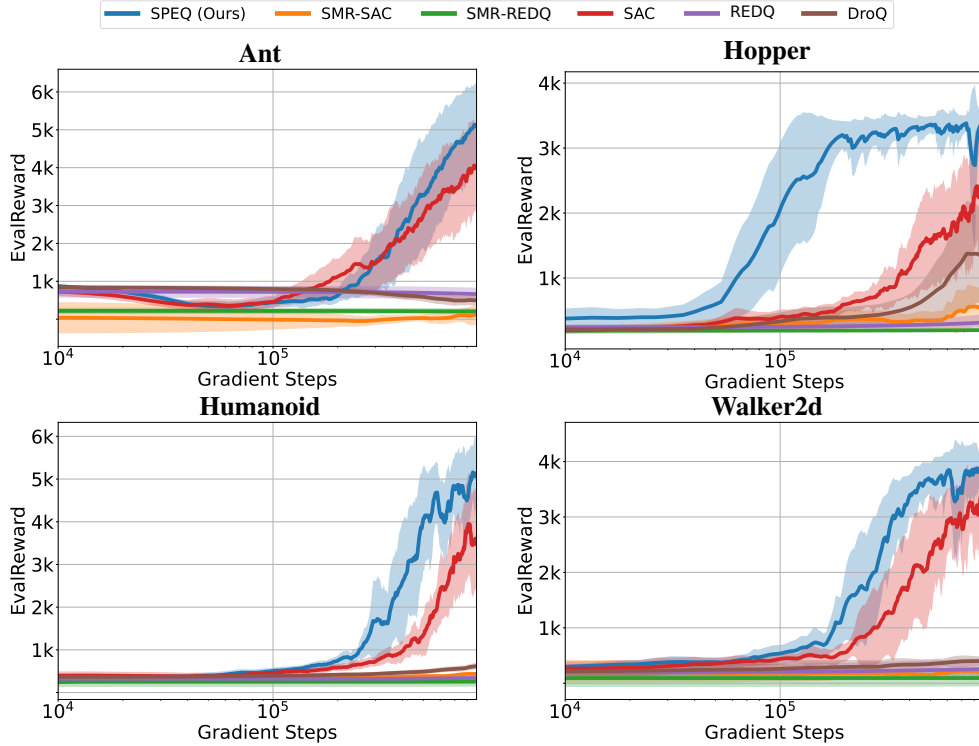 SPEQ (Ours) SMR-SAC SMR-REDQ SAC REDQ DroQ
Ant
6k
5k
4k
3k
2k
1k
EvalReward
10^4 10^5
Gradient Steps
Hopper
4k
3k
2k
1k
EvalReward
10^4 10^5
Gradient Steps
Humanoid
6k
5k
4k
3k
2k
1k
EvalReward
10^4 10^5
Gradient Steps
Walker2d
4k
3k
2k
1k
EvalReward
10^4 10^5
Gradient Steps